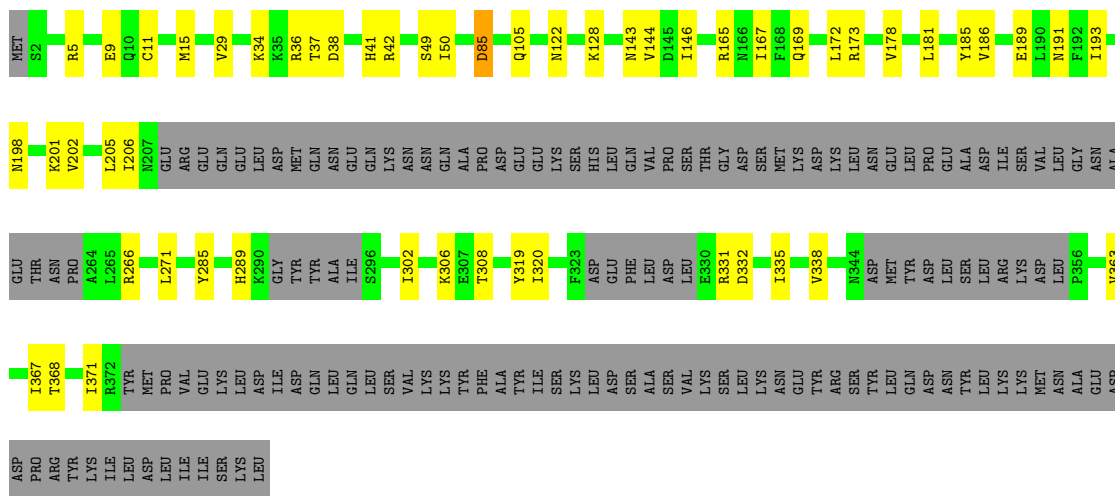 MET S2 R5 E9 Q10 C11 M15 V29 K34 K35 R36 T37 D38 H41 R42 S49 I50 D85 Q105 N122 K128 N143 V144 D145 I146 R165 N166 I167 F168 Q169 L172 R173 V178 L181 Y185 V186 E189 L190 N191 F192 I193
N198 K201 V202 L205 I206 N207 GLU ARG GLU GLN GLU LEU ASP MET GLN ASN GLU GLN LYS ASN ASN GLN ALA PRO ASP GLU GLU LYS SER HIS LEU GLN VAL PRO SER THR GLY ASP SER MET LYS ASP LYS LEU ASN GLU LEU PRO GLU ALA ASP ILE SER VAL LEU GLY ASN ALA
GLU THR ASN PRO A264 L265 R266 L271 Y285 H289 K290 GLY TYR TYR ALA ILE S296 I302 K306 E307 T308 Y319 I320 F323 ASP GLU PHE LEU ASP LEU E330 R331 D332 I335 V338 N344 ASP MET TYR ASP LEU SER LEU ARG LYS ASP LEU P356 V363
I367 T368 I371 R372 TYR MET PRO VAL GLU LYS LEU ASP ILE ASP GLN LEU GLN LEU SER VAL LYS LYS TYR PHE ALA TYR ILE SER LYS LEU ASP SER ALA SER VAL LYS SER LEU LYS ASN GLU TYR ARG SER TYR LEU GLN ASP ASN TYR LEU LYS LYS MET ASN ALA GLU ASP
ASP PRO ARG TYR LYS ILE LEU ASP LEU ILE ILE SER LYS LEU